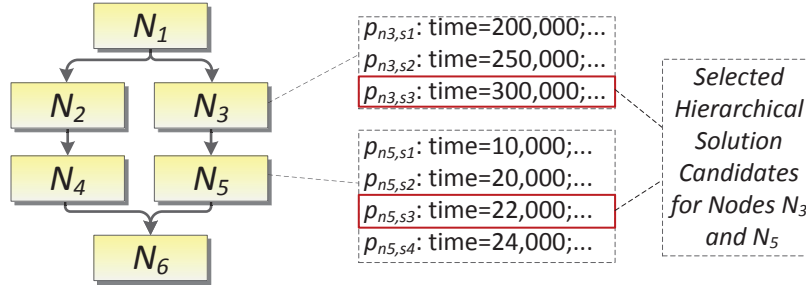 N1
N2
N3
N4
N5
N6
pn3,s1: time=200,000;...
pn3,s2: time=250,000;...
pn3,s3: time=300,000;...
pn5,s1: time=10,000;...
pn5,s2: time=20,000;...
pn5,s3: time=22,000;...
pn5,s4: time=24,000;...
Selected
Hierarchical
Solution
Candidates
for Nodes N3
and N5